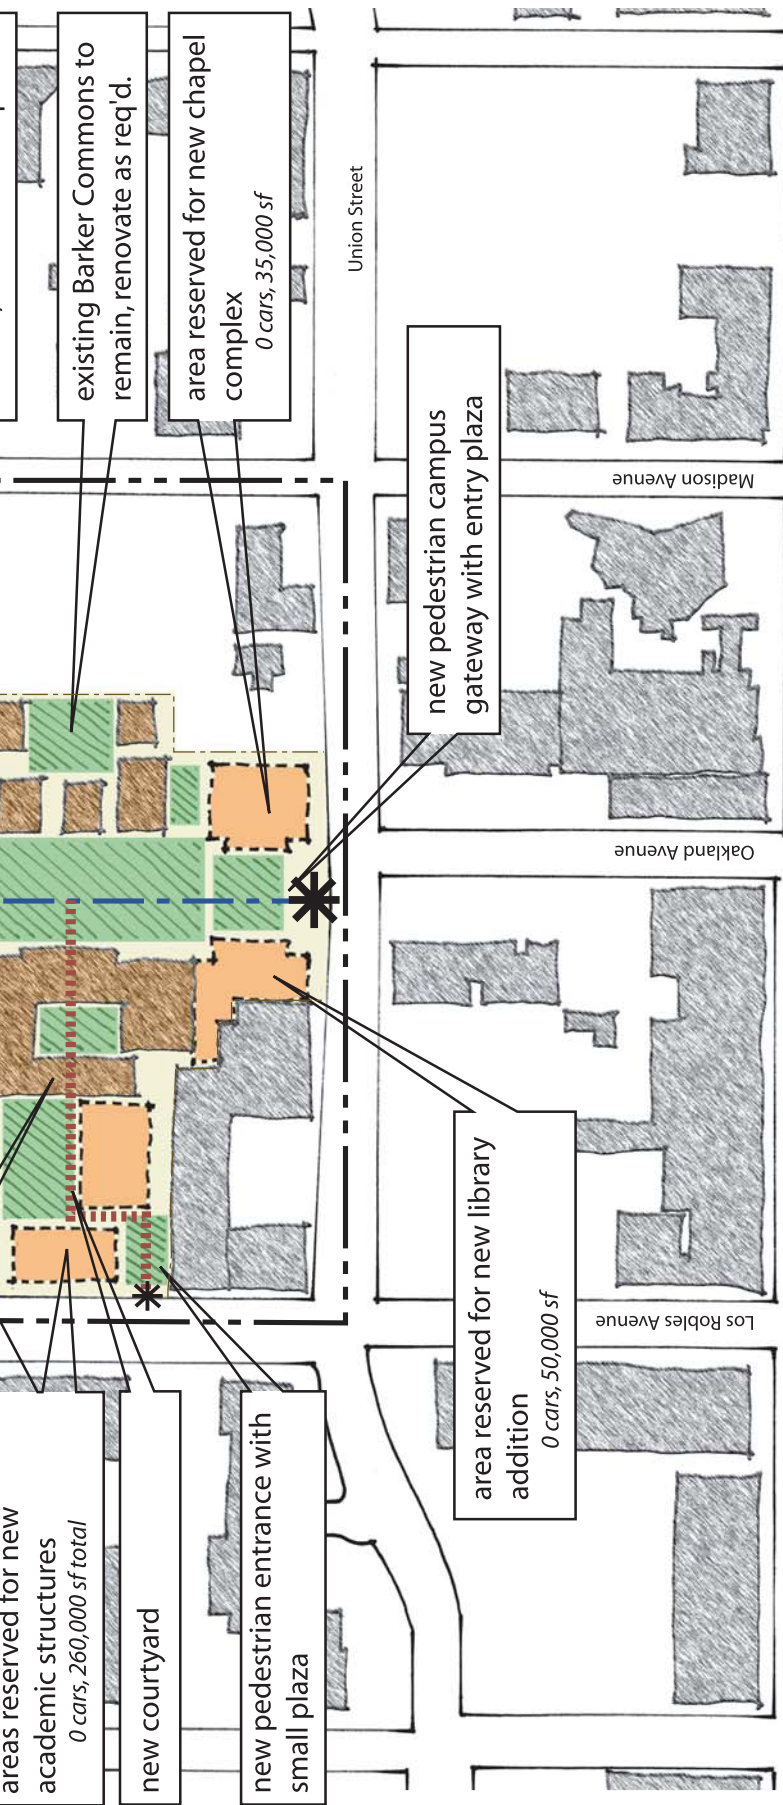 existing Barker Commons to
remain, renovate as req'd.
area reserved for new chapel
complex
0 cars, 35,000 sf
Union Street
new pedestrian campus
gateway with entry plaza
Madison Avenue
Oakland Avenue
Los Robles Avenue
area reserved for new library
addition
0 cars, 50,000 sf
areas reserved for new
academic structures
0 cars, 260,000 sf total
new courtyard
new pedestrian entrance with
small plaza